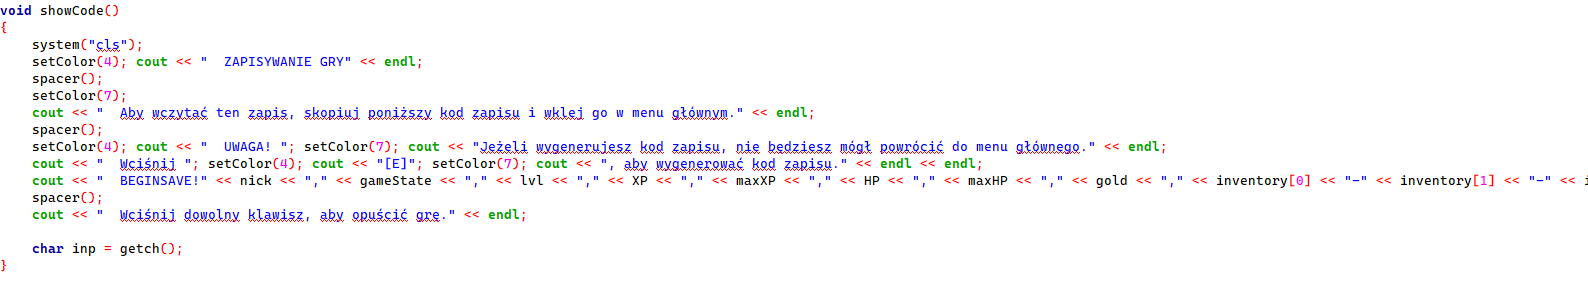 void showCode()
{
    system("cls");
    setColor(4); cout << "  ZAPISYWANIE GRY" << endl;
    spacer();
    setColor(7);
    cout << "  Aby wczytać ten zapis, skopiuj poniższy kod zapisu i wklej go w menu głównym." << endl;
    spacer();
    setColor(4); cout << "  UWAGA! "; setColor(7); cout << "Jeżeli wygenerujesz kod zapisu, nie będziesz mógł powrócić do menu głównego." << endl;
    cout << "  Wciśnij "; setColor(4); cout << "[E]"; setColor(7); cout << ", aby wygenerować kod zapisu." << endl << endl;
    cout << "  BEGINSAVE!" << nick << "," << gameState << "," << lvl << "," << XP << "," << maxXP << "," << HP << "," << maxHP << "," << gold << "," << inventory[0] << "-" << inventory[1] << "-" << i
    spacer();
    cout << "  Wciśnij dowolny klawisz, aby opuścić grę." << endl;
    char inp = getch();
}